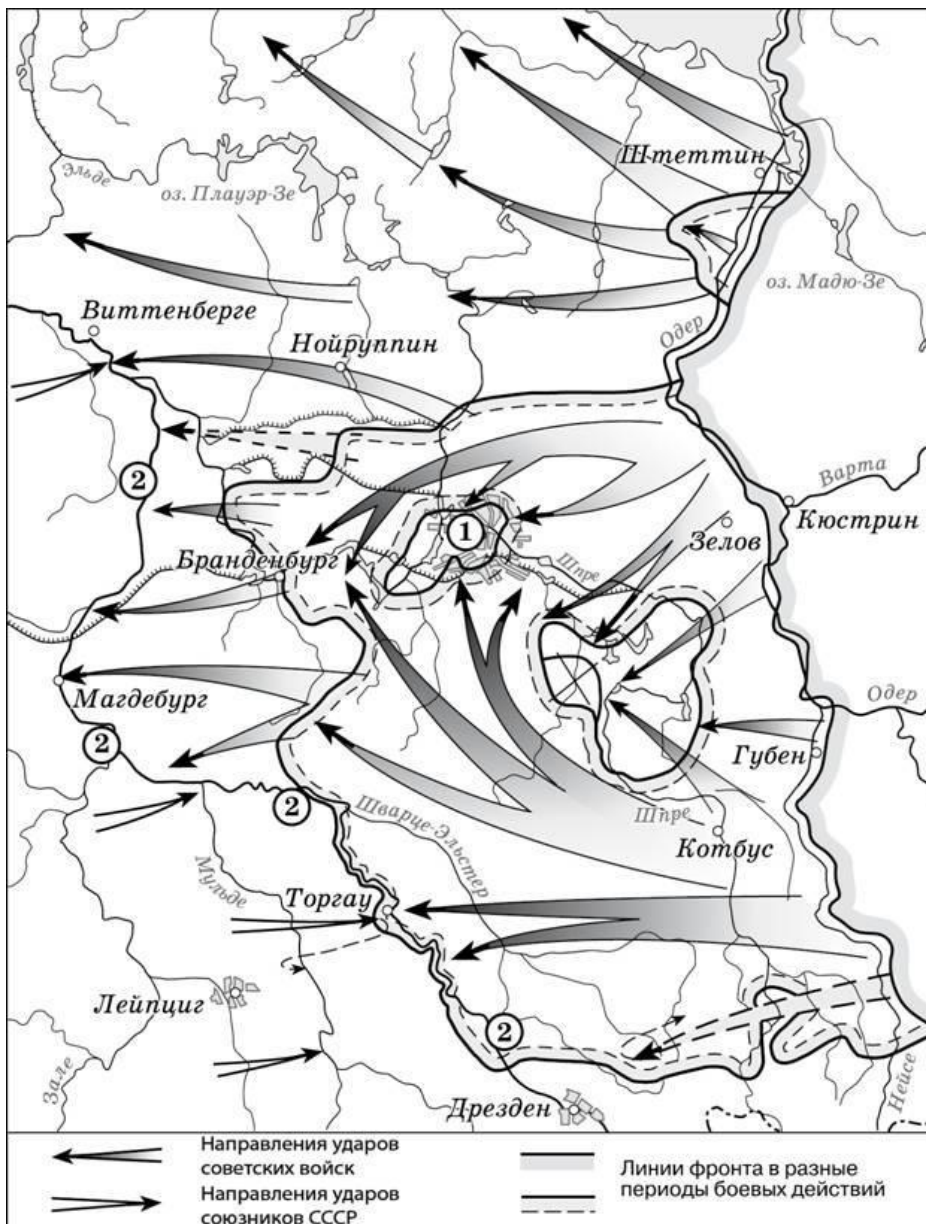 Штеттин
Эльде
оз. Плауэр-Зе
оз. Мадю-Зе
Одер
Виттенберге
Нойруппин
2
Варта
Кюстрин
1
Зелов
Шпре
Бранденбург
Магдебург
Одер
2
Губен
2
Шварце-Эльстер
Шпре
Котбус
Мульде
Торгау
Лейпциг
2
Зале
Дрезден
Нейсе
Направления ударов
советских войск
Направления ударов
союзников СССР
Линии фронта в разные
периоды боевых действий